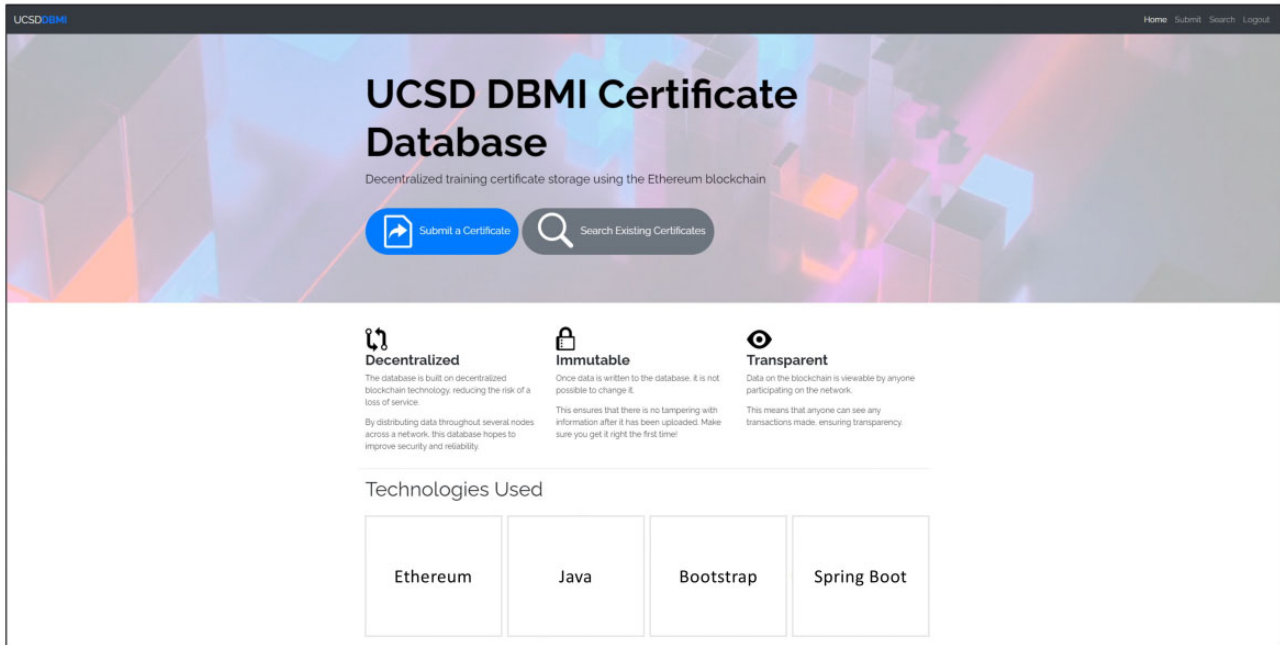 UCSDDBMI
Home Submit Search Logout
UCSD DBMI Certificate
Database
Decentralized training certificate storage using the Ethereum blockchain
Submit a Certificate
Search Existing Certificates
Decentralized
The database is built on decentralized
blockchain technology, reducing the risk of a
loss of service.
By distributing data throughout several nodes
across a network, this database hopes to
improve security and reliability.
Immutable
Once data is written to the database, it is not
possible to change it.
This ensures that there is no tampering with
information after it has been uploaded. Make
sure you get it right the first time!
Transparent
Data on the blockchain is viewable by anyone
participating on the network.
This means that anyone can see any
transactions made, ensuring transparency.
Technologies Used
Ethereum
Java
Bootstrap
Spring Boot